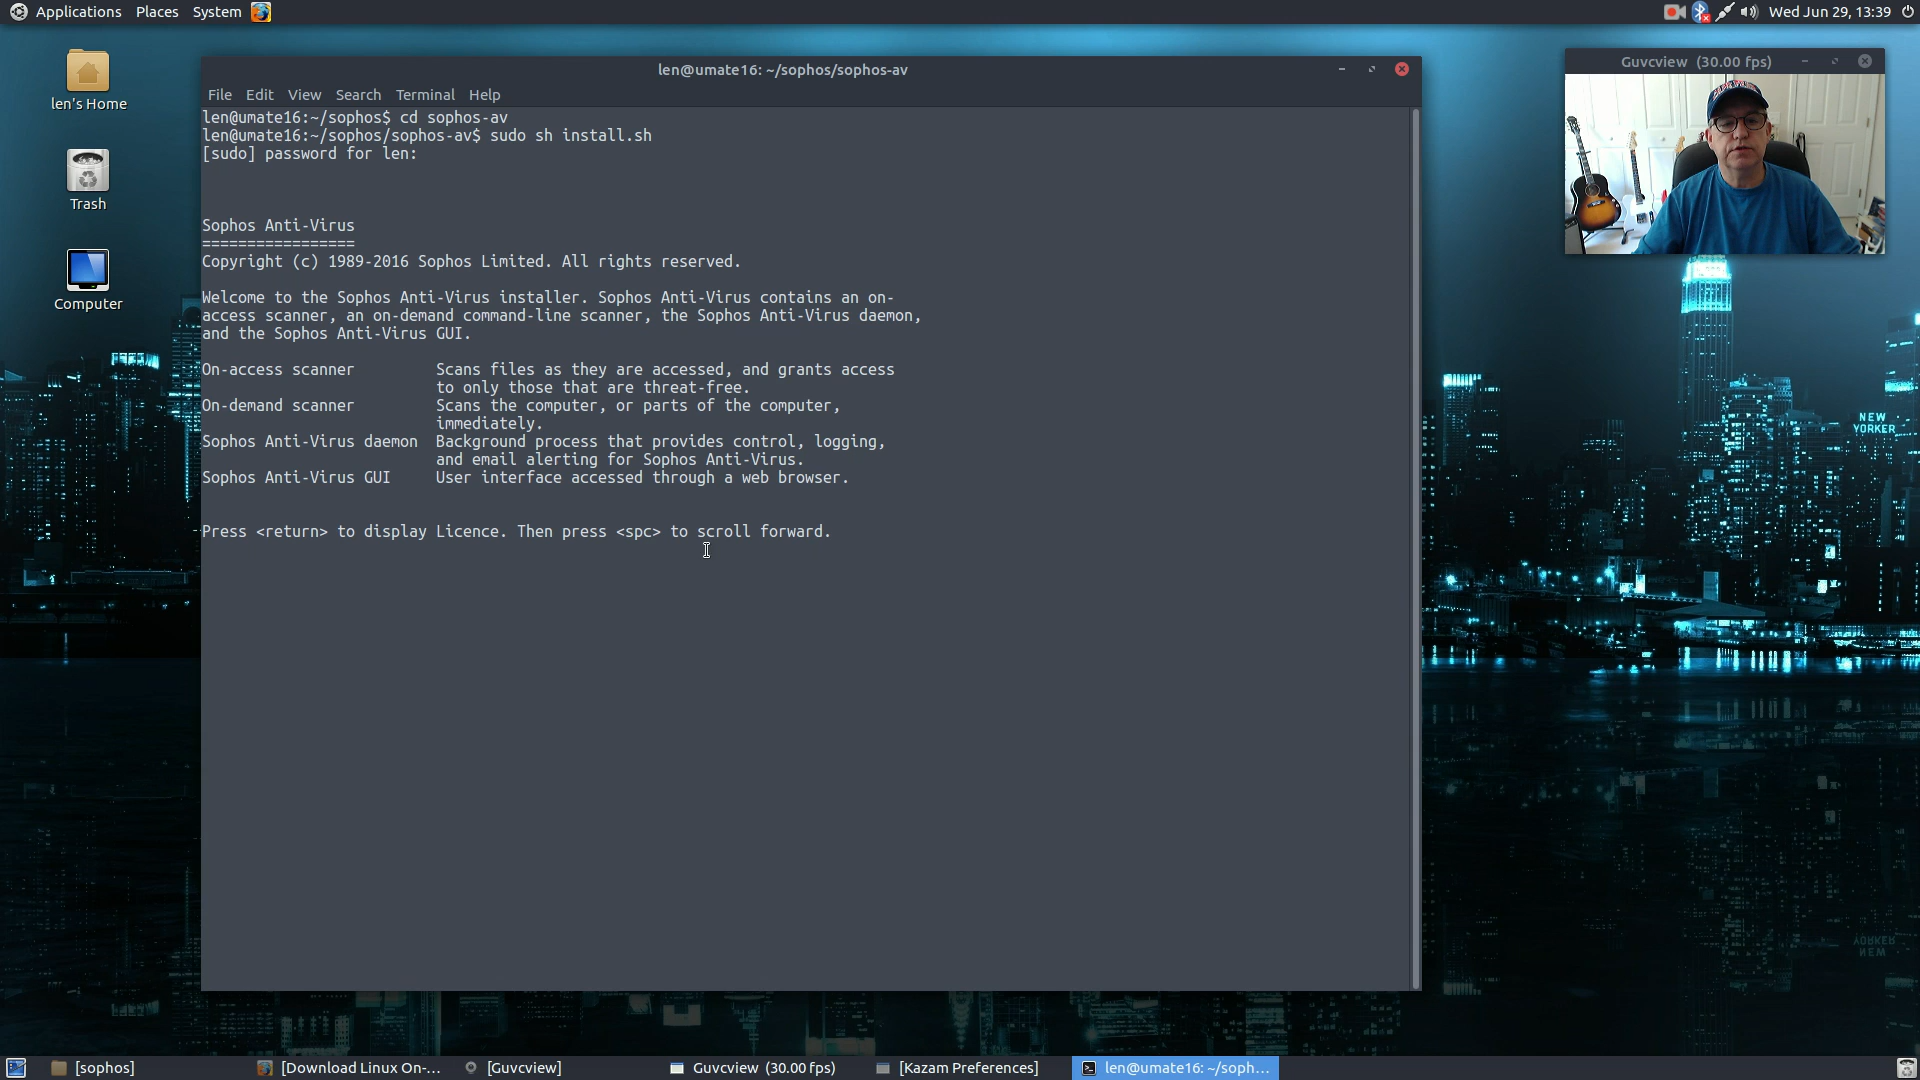 Applications Places System
Wed Jun 29, 13:39
len's Home
Trash
Computer
len@umate16: ~/sophos/sophos-av
File Edit View Search Terminal Help
len@umate16:~/sophos$ cd sophos-av
len@umate16:~/sophos/sophos-av$ sudo sh install.sh
[sudo] password for len:
Sophos Anti-Virus
=================
Copyright (c) 1989-2016 Sophos Limited. All rights reserved.
Welcome to the Sophos Anti-Virus installer. Sophos Anti-Virus contains an on-
access scanner, an on-demand command-line scanner, the Sophos Anti-Virus daemon,
and the Sophos Anti-Virus GUI.
On-access scanner Scans files as they are accessed, and grants access
to only those that are threat-free.
On-demand scanner Scans the computer, or parts of the computer,
immediately.
Sophos Anti-Virus daemon Background process that provides control, logging,
and email alerting for Sophos Anti-Virus.
Sophos Anti-Virus GUI User interface accessed through a web browser.
Press <return> to display Licence. Then press <spc> to scroll forward.
Guvcview (30.00 fps)
NEW
YORKER
[sophos] [Download Linux On-... [Guvcview] Guvcview (30.00 fps) [Kazam Preferences] len@umate16: ~/soph...